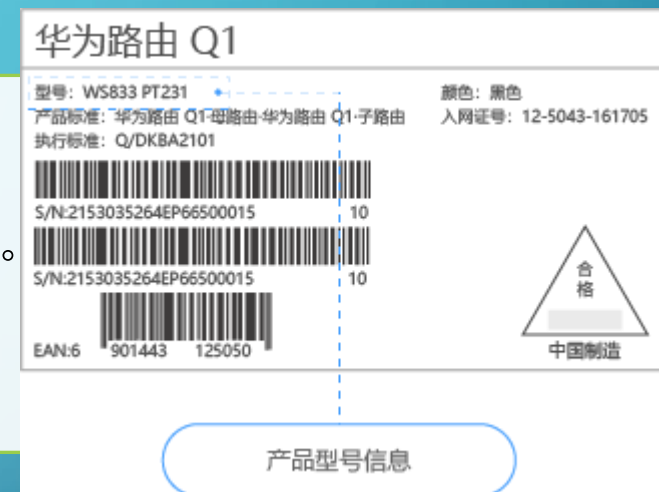 华为路由 Q1
型号：WS833 PT231
颜色：黑色
产品标准：华为路由 Q1-母路由-华为路由 Q1-子路由
入网证号：12-5043-161705
执行标准：Q/DKBA2101
S/N:2153035264EP66500015 10
S/N:2153035264EP66500015 10
合格
EAN:6 901443 125050
中国制造
。
产品型号信息